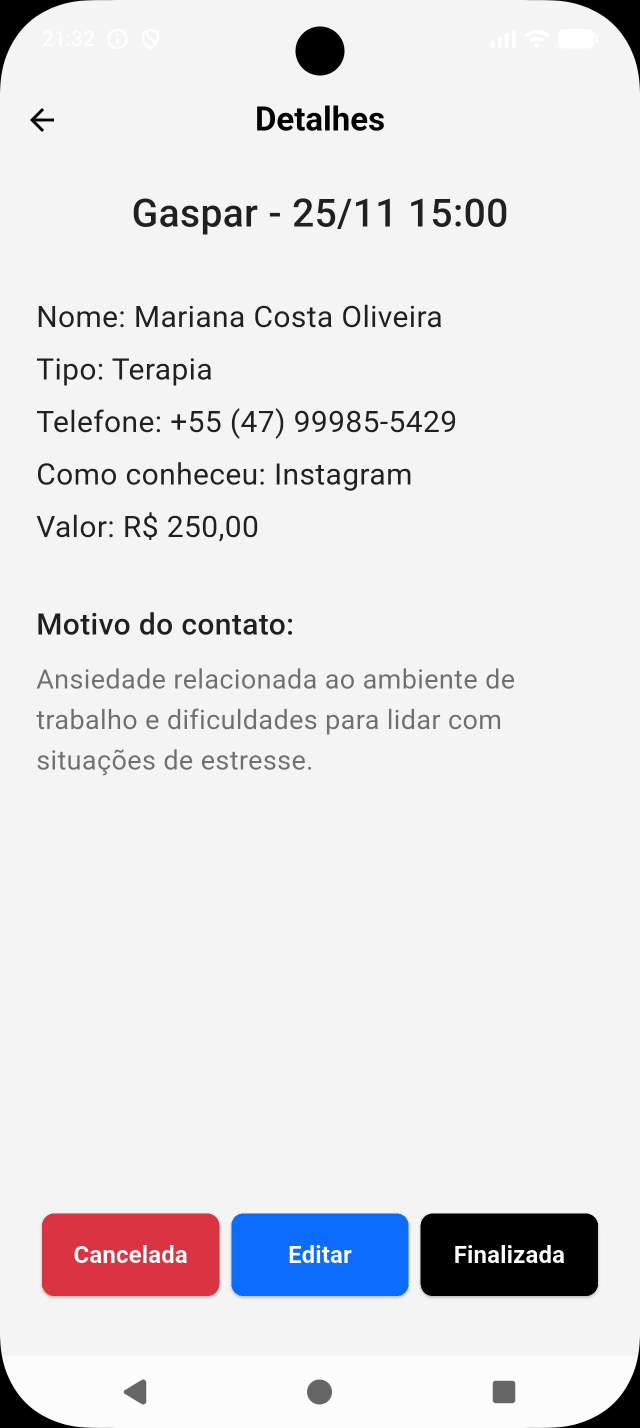 21:32
Detalhes
Gaspar - 25/11 15:00
Nome: Mariana Costa Oliveira
Tipo: Terapia
Telefone: +55 (47) 99985-5429
Como conheceu: Instagram
Valor: R$ 250,00
Motivo do contato:
Ansiedade relacionada ao ambiente de
trabalho e dificuldades para lidar com
situações de estresse.
Cancelada Editar Finalizada